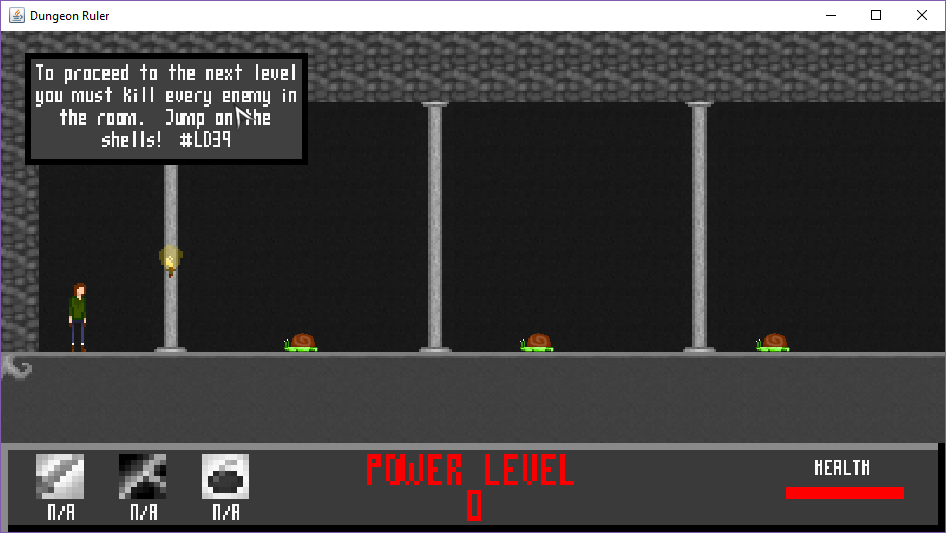 Dungeon Ruler
To proceed to the next level
you must kill every enemy in
the room. Jump on the
shells! #LD39
N/A
N/A
N/A
POWER LEVEL
0
HEALTH